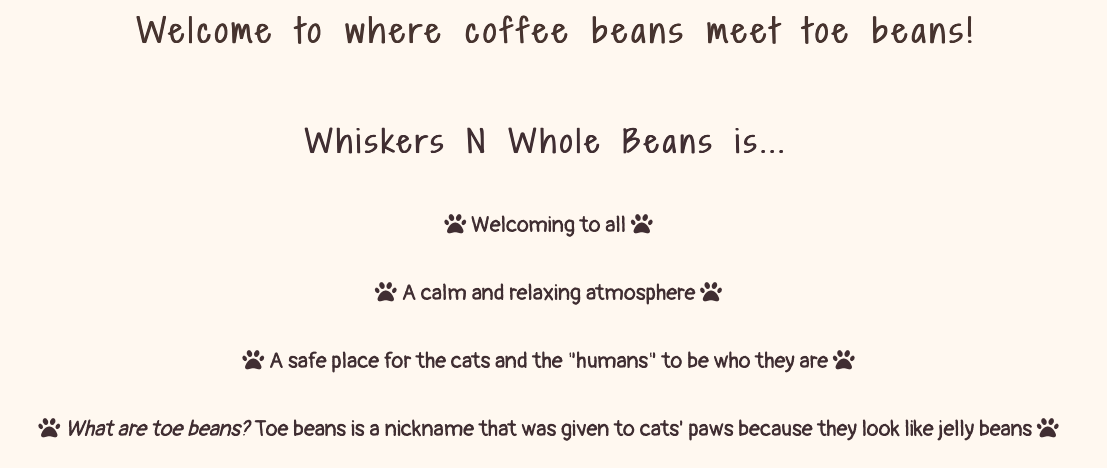 Welcome to where coffee beans meet toe beans!
Whiskers N Whole Beans is...
Welcoming to all
A calm and relaxing atmosphere
A safe place for the cats and the "humans" to be who they are
What are toe beans? Toe beans is a nickname that was given to cats' paws because they look like jelly beans